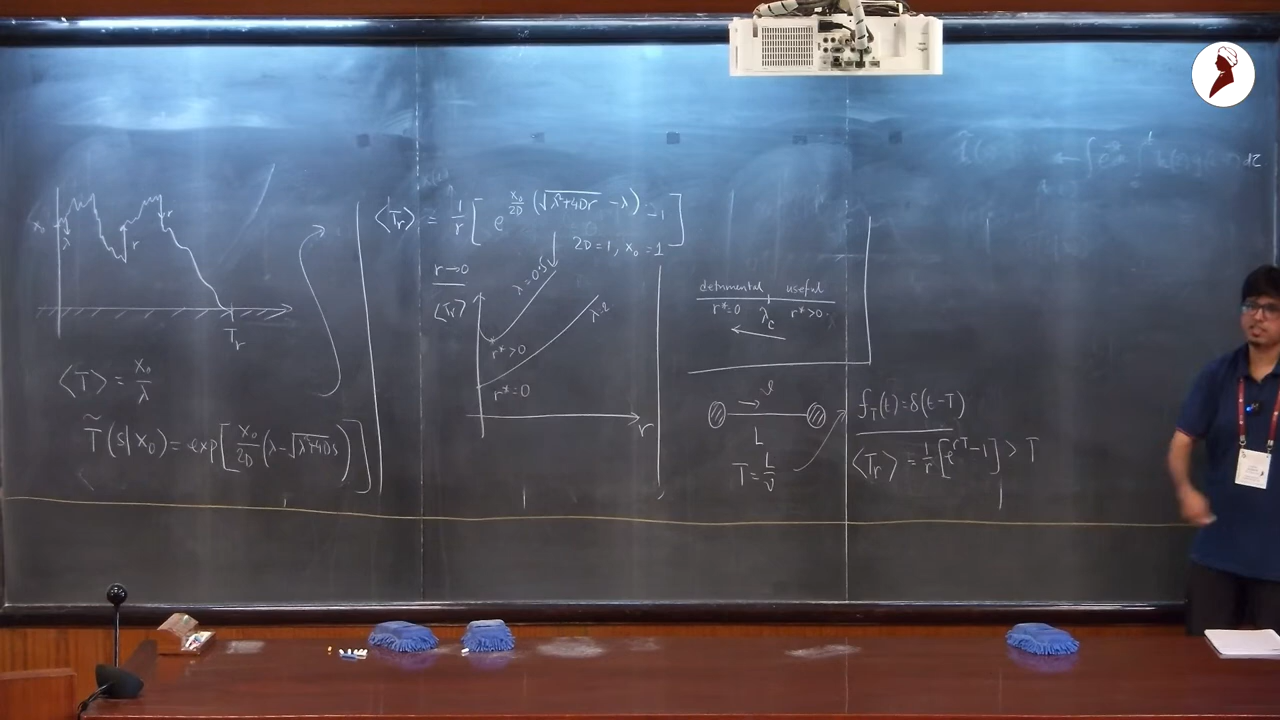 x₀
λ
r
r
T_r
⟨T⟩ = x₀/λ
T̃(s|x₀) = exp[x₀/2D (λ-√λ²+4Ds)]
⟨T_r⟩ = 1/r [e^{x₀/2D (√λ²+4Dr - λ)} - 1]
2D=1, x₀=1
r→0
⟨T_r⟩
λ=0.5
λ=2
r*>0
r*=0
r
detrimental useful
r*=0 λ_c r*>0
v
L
T = L/v
f_T(t)=δ(t-T)
⟨T_r⟩ = 1/r [e^{rT} - 1] > T